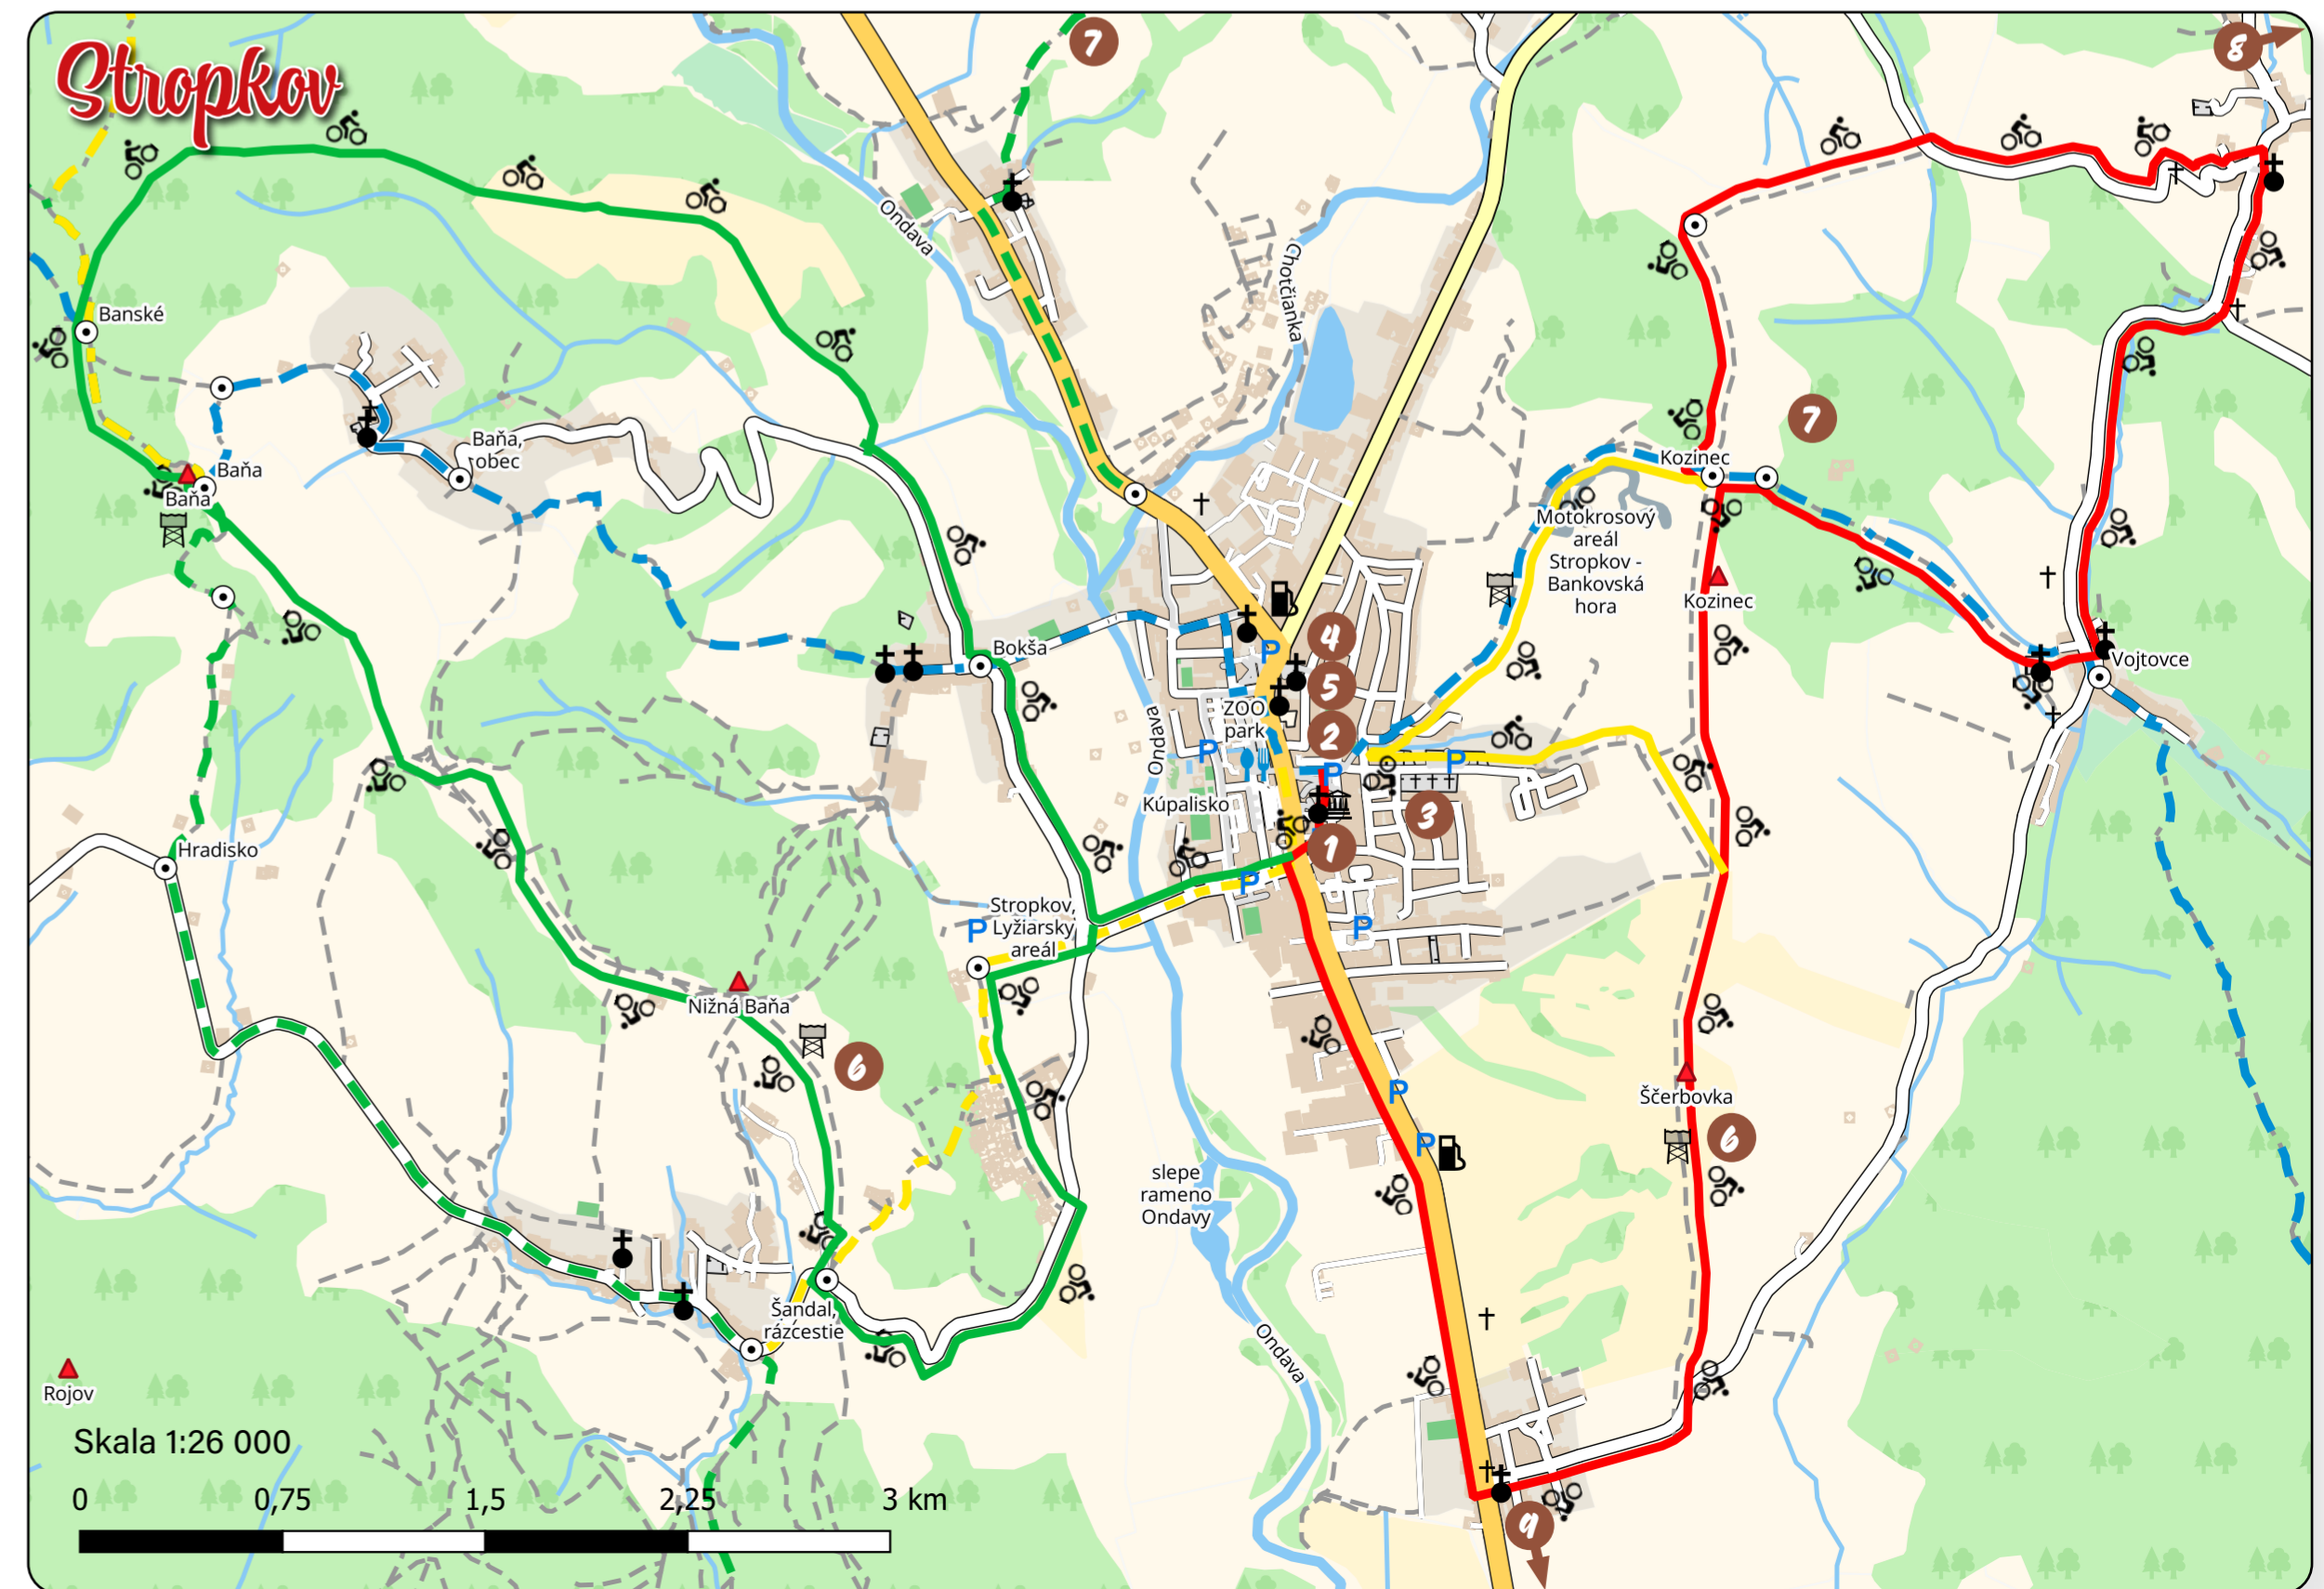 Stropkov
7
8
Ondava
Chotčianka
Banské
7
Baňa,
obec
Baňa
Baňa
Kozinec
Motokrosový
areál
Stropkov -
Bankovská
hora
Kozinec
Bokša
4
P
5
ZOO
park
2
P
P
P
Ondava
Vojtovce
Kúpalisko
3
1
Hradisko
P
Stropkov,
Lyžiarsky
areál
P
P
Nižná Baňa
6
P
Ščerbovka
6
P
slepe
rameno
Ondavy
Šandal,
rázcestie
Ondava
Rojov
Skala 1:26 000
0 0,75 1,5 2,25 3 km
9